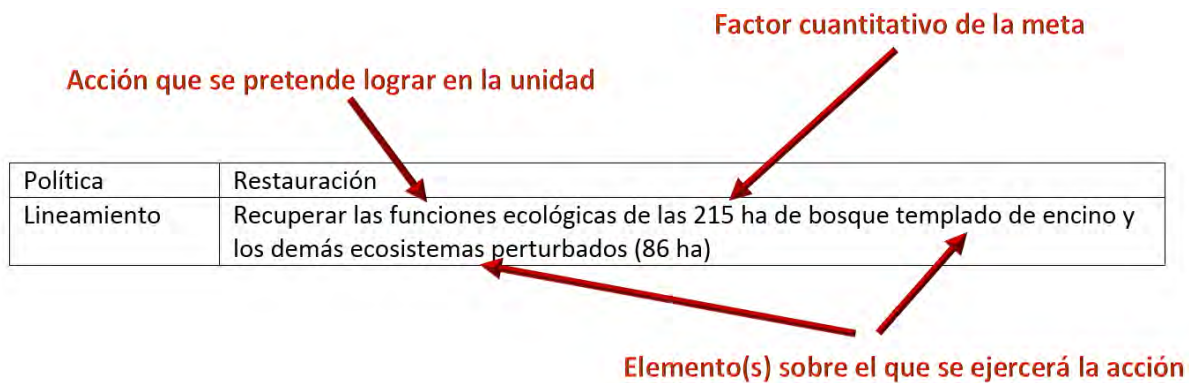 Factor cuantitativo de la meta
Acción que se pretende lograr en la unidad
Política Restauración
Lineamiento Recuperar las funciones ecológicas de las 215 ha de bosque templado de encino y
los demás ecosistemas perturbados (86 ha)
Elemento(s) sobre el que se ejercerá la acción